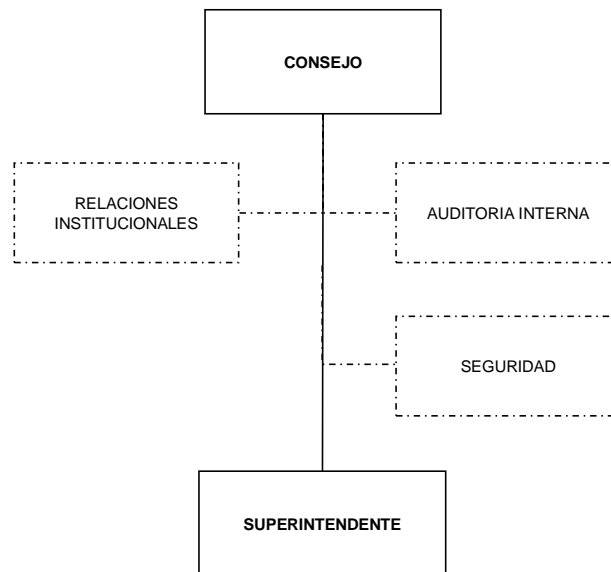 CONSEJO
RELACIONES
INSTITUCIONALES
AUDITORIA INTERNA
SEGURIDAD
SUPERINTENDENTE